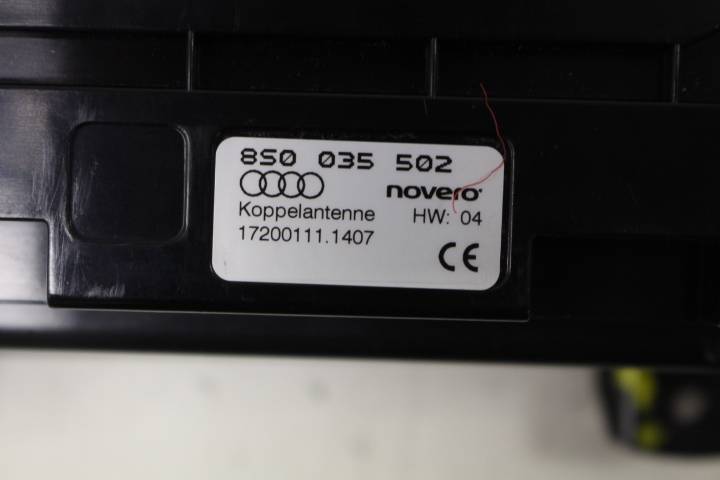 8S0 035 502
novero
Koppelantenne HW: 04
17200111.1407
CE